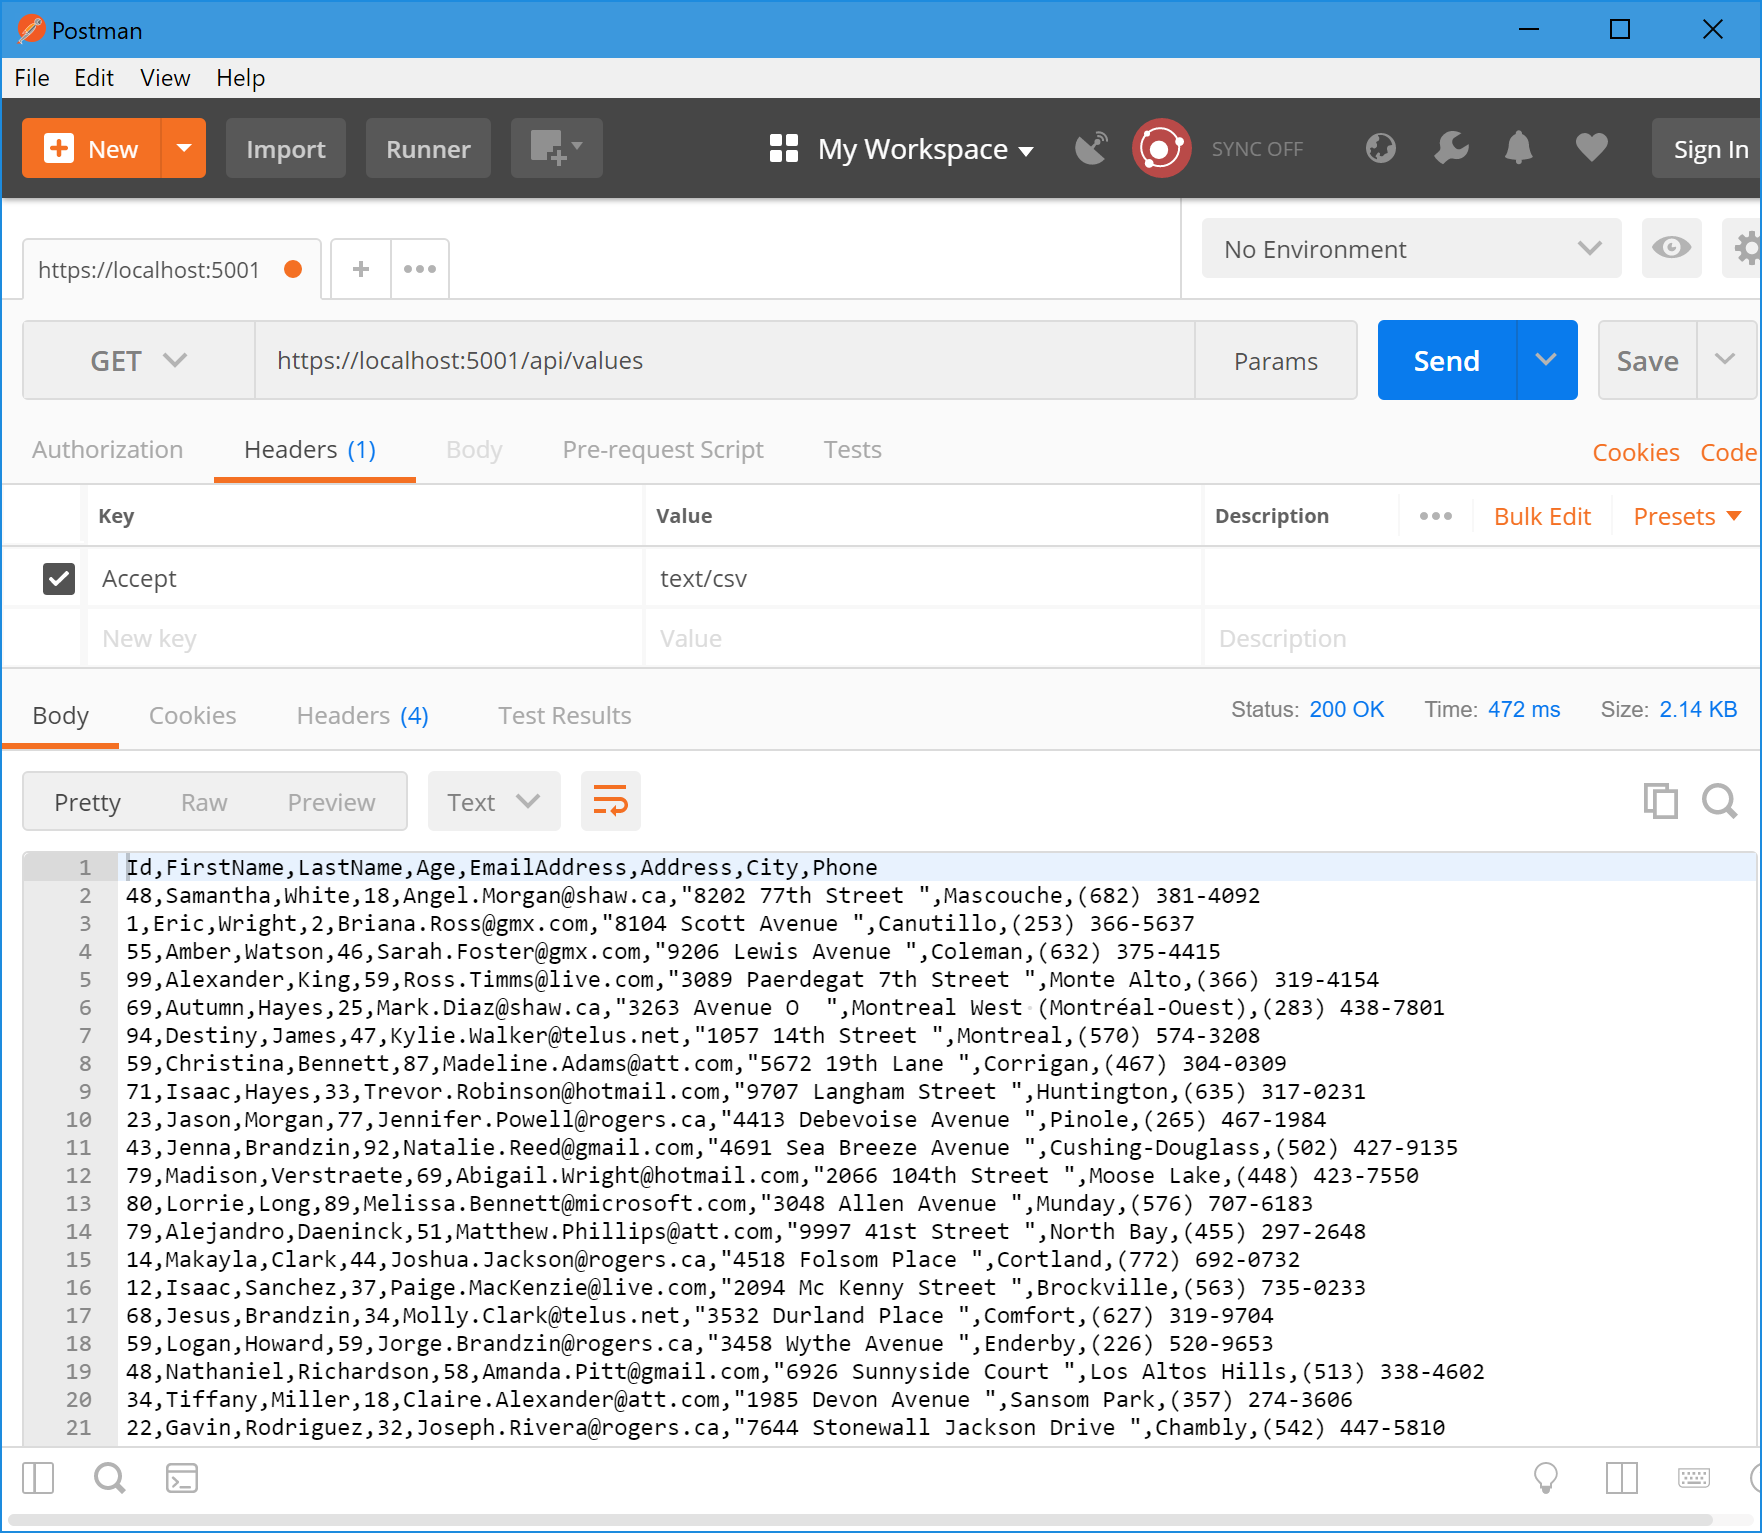 Postman
File Edit View Help
New Import Runner My Workspace SYNC OFF Sign In
https://localhost:5001 No Environment
GET https://localhost:5001/api/values Params Send Save
Authorization Headers (1) Body Pre-request Script Tests Cookies Code
Key Value Description Bulk Edit Presets
Accept text/csv
New key Value Description
Body Cookies Headers (4) Test Results Status: 200 OK Time: 472 ms Size: 2.14 KB
Pretty Raw Preview Text
1 Id,FirstName,LastName,Age,EmailAddress,Address,City,Phone
2 48,Samantha,White,18,Angel.Morgan@shaw.ca,"8202 77th Street ",Mascouche,(682) 381-4092
3 1,Eric,Wright,2,Briana.Ross@gmx.com,"8104 Scott Avenue ",Canutillo,(253) 366-5637
4 55,Amber,Watson,46,Sarah.Foster@gmx.com,"9206 Lewis Avenue ",Coleman,(632) 375-4415
5 99,Alexander,King,59,Ross.Timms@live.com,"3089 Paerdegat 7th Street ",Monte Alto,(366) 319-4154
6 69,Autumn,Hayes,25,Mark.Diaz@shaw.ca,"3263 Avenue O  ",Montreal West (Montréal-Ouest),(283) 438-7801
7 94,Destiny,James,47,Kylie.Walker@telus.net,"1057 14th Street ",Montreal,(570) 574-3208
8 59,Christina,Bennett,87,Madeline.Adams@att.com,"5672 19th Lane ",Corrigan,(467) 304-0309
9 71,Isaac,Hayes,33,Trevor.Robinson@hotmail.com,"9707 Langham Street ",Huntington,(635) 317-0231
10 23,Jason,Morgan,77,Jennifer.Powell@rogers.ca,"4413 Debevoise Avenue ",Pinole,(265) 467-1984
11 43,Jenna,Brandzin,92,Natalie.Reed@gmail.com,"4691 Sea Breeze Avenue ",Cushing-Douglass,(502) 427-9135
12 79,Madison,Verstraete,69,Abigail.Wright@hotmail.com,"2066 104th Street ",Moose Lake,(448) 423-7550
13 80,Lorrie,Long,89,Melissa.Bennett@microsoft.com,"3048 Allen Avenue ",Munday,(576) 707-6183
14 79,Alejandro,Daeninck,51,Matthew.Phillips@att.com,"9997 41st Street ",North Bay,(455) 297-2648
15 14,Makayla,Clark,44,Joshua.Jackson@rogers.ca,"4518 Folsom Place ",Cortland,(772) 692-0732
16 12,Isaac,Sanchez,37,Paige.MacKenzie@live.com,"2094 Mc Kenny Street ",Brockville,(563) 735-0233
17 68,Jesus,Brandzin,34,Molly.Clark@telus.net,"3532 Durland Place ",Comfort,(627) 319-9704
18 59,Logan,Howard,59,Jorge.Brandzin@rogers.ca,"3458 Wythe Avenue ",Enderby,(226) 520-9653
19 48,Nathaniel,Richardson,58,Amanda.Pitt@gmail.com,"6926 Sunnyside Court ",Los Altos Hills,(513) 338-4602
20 34,Tiffany,Miller,18,Claire.Alexander@att.com,"1985 Devon Avenue ",Sansom Park,(357) 274-3606
21 22,Gavin,Rodriguez,32,Joseph.Rivera@rogers.ca,"7644 Stonewall Jackson Drive ",Chambly,(542) 447-5810